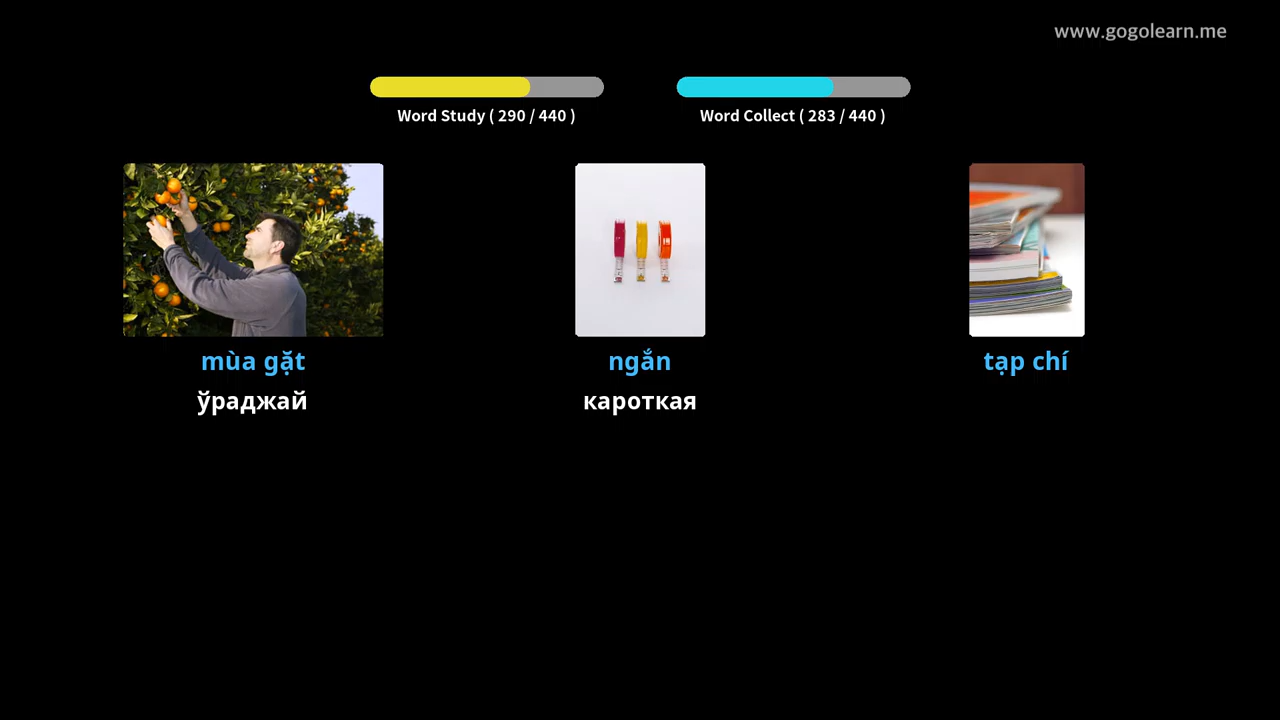 www.gogolearn.me
Word Study ( 290 / 440 )
Word Collect ( 283 / 440 )
mùa gặt
ўраджай
ngắn
кароткая
tạp chí